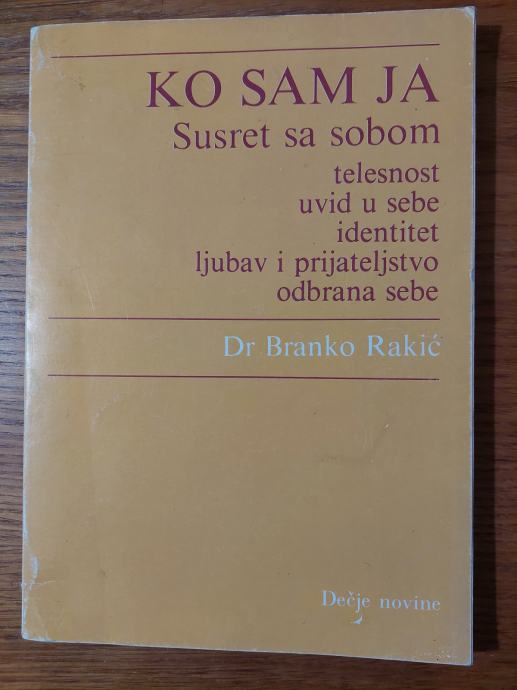 KO SAM JA
Susret sa sobom
telesnost
uvid u sebe
identitet
ljubav i prijateljstvo
odbrana sebe
Dr Branko Rakić
Dečje novine